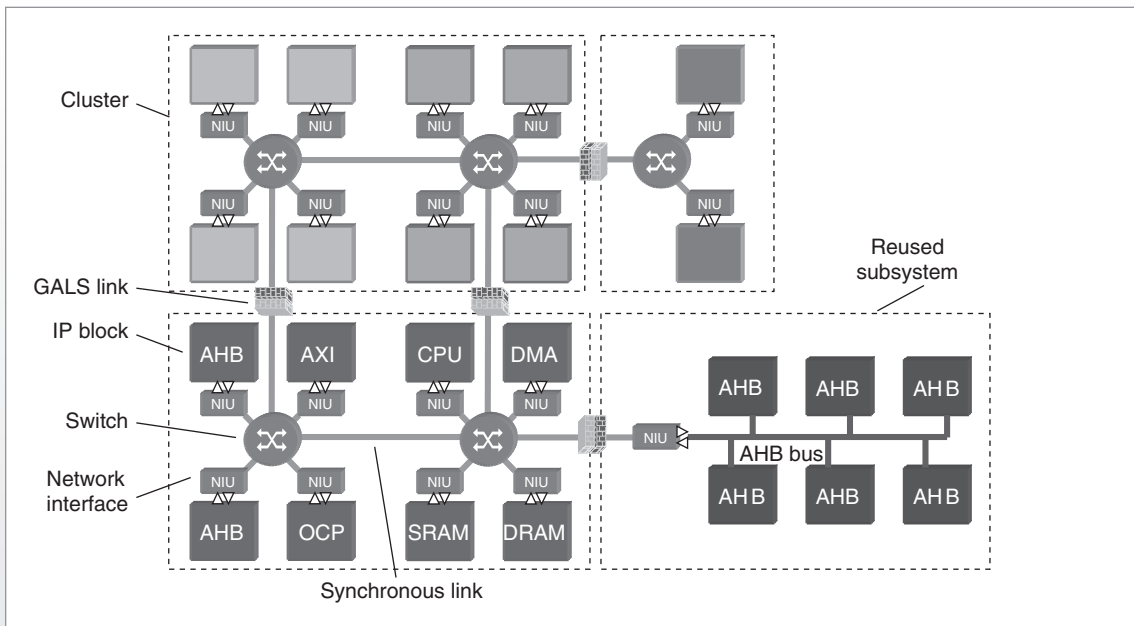 Cluster
NIU
NIU
NIU
NIU
NIU
NIU
NIU
NIU
NIU
NIU
Reused
subsystem
GALS link
IP block
AHB
AXI
CPU
DMA
NIU
NIU
NIU
NIU
AHB
AHB
AHB
Switch
NIU
AHB bus
Network
interface
NIU
NIU
NIU
NIU
AHB
AHB
AHB
AHB
OCP
SRAM
DRAM
Synchronous link